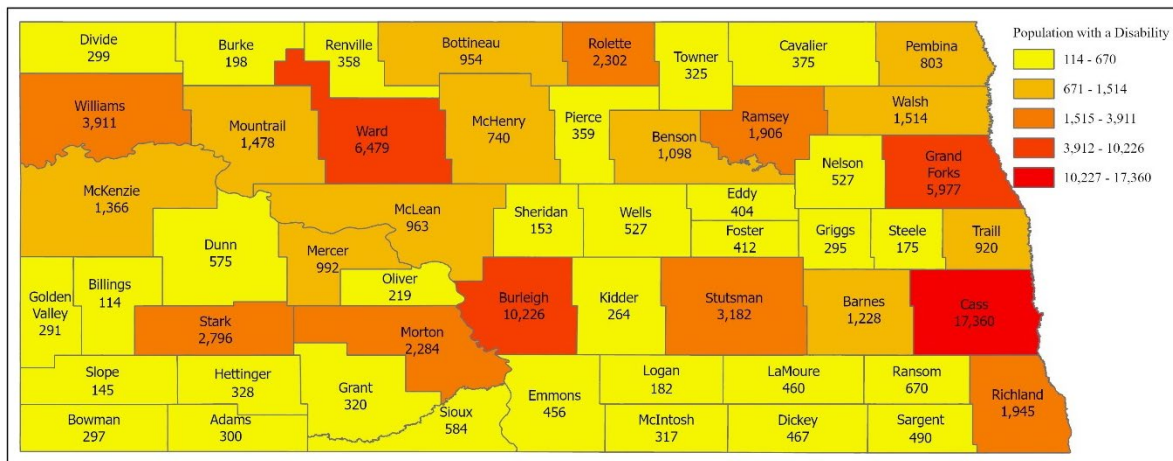 Population with a Disability
114 - 670
671 - 1,514
1,515 - 3,911
3,912 - 10,226
10,227 - 17,360
Divide
299
Burke
198
Renville
358
Bottineau
954
Rolette
2,302
Towner
325
Cavalier
375
Pembina
803
Williams
3,911
Mountrail
1,478
Ward
6,479
McHenry
740
Pierce
359
Benson
1,098
Ramsey
1,906
Walsh
1,514
Nelson
527
Grand
Forks
5,977
McKenzie
1,366
McLean
963
Sheridan
153
Wells
527
Eddy
404
Foster
412
Griggs
295
Steele
175
Traill
920
Dunn
575
Mercer
992
Oliver
219
Golden
Valley
291
Billings
114
Burleigh
10,226
Kidder
264
Stutsman
3,182
Barnes
1,228
Cass
17,360
Stark
2,796
Morton
2,284
Slope
145
Hettinger
328
Grant
320
Emmons
456
Logan
182
LaMoure
460
Ransom
670
Richland
1,945
Bowman
297
Adams
300
Sioux
584
McIntosh
317
Dickey
467
Sargent
490